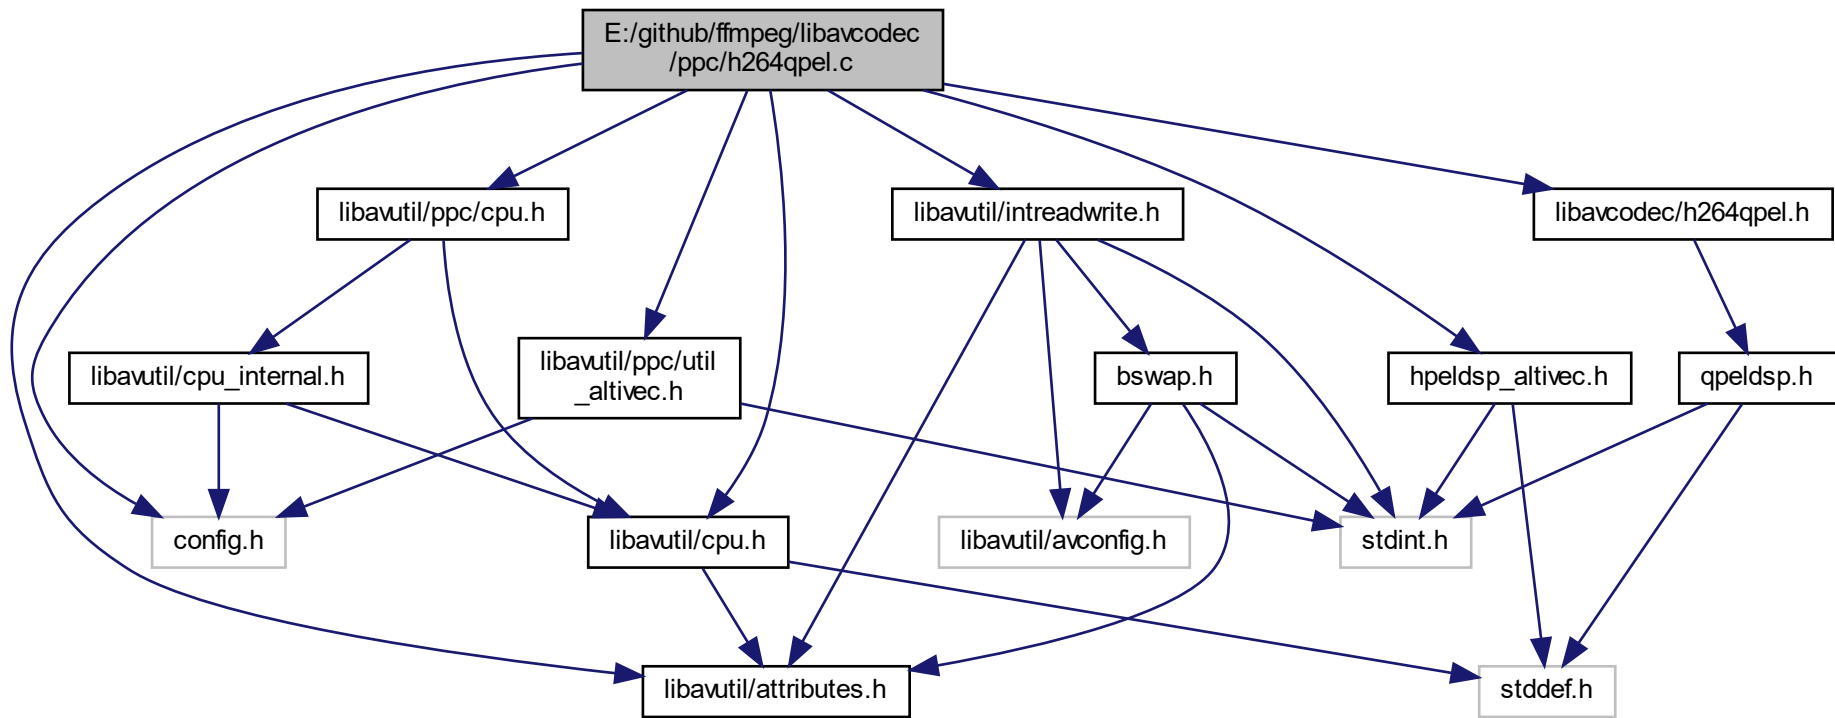 E:/github/ffmpeg/libavcodec
/ppc/h264qpel.c
libavutil/ppc/cpu.h
libavutil/intreadwrite.h
libavcodec/h264qpel.h
libavutil/cpu_internal.h
libavutil/ppc/util
_altivec.h
bswap.h
hpeldsp_altivec.h
qpeldsp.h
config.h
libavutil/cpu.h
libavutil/avconfig.h
stdint.h
libavutil/attributes.h
stddef.h